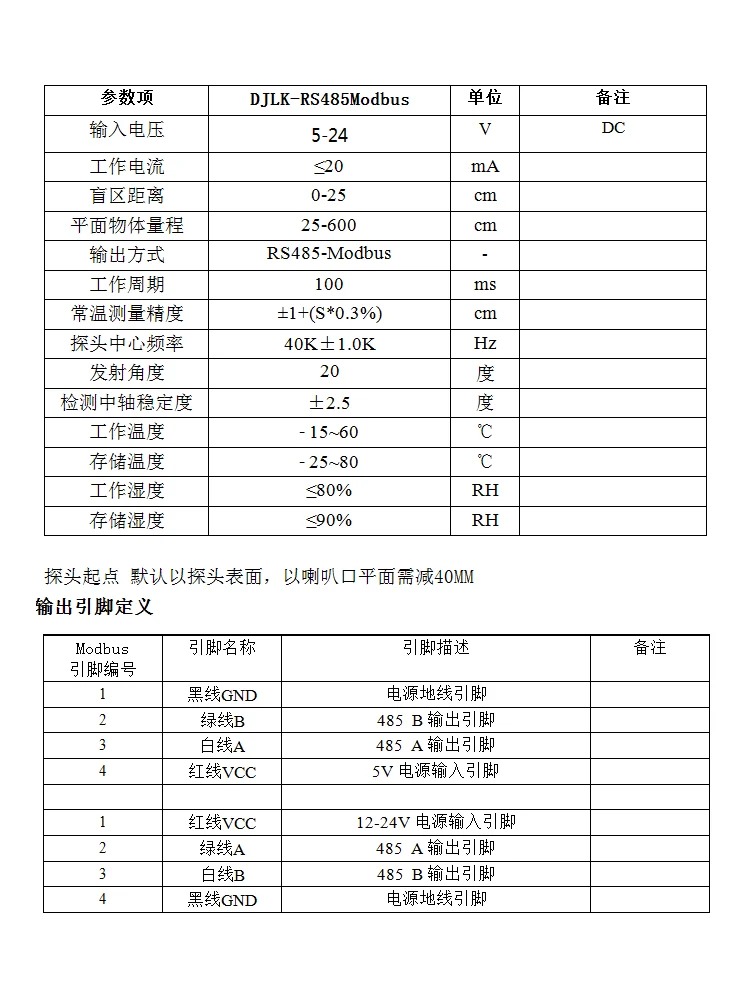 参数项 DJLK-RS485Modbus 单位 备注
输入电压 5-24 V DC
工作电流 ≤20 mA
盲区距离 0-25 cm
平面物体量程 25-600 cm
输出方式 RS485-Modbus -
工作周期 100 ms
常温测量精度 ±1+(S*0.3%) cm
探头中心频率 40K±1.0K Hz
发射角度 20 度
检测中轴稳定度 ±2.5 度
工作温度 -15~60 ℃
存储温度 -25~80 ℃
工作湿度 ≤80% RH
存储湿度 ≤90% RH
探头起点 默认以探头表面，以喇叭口平面需减40MM
输出引脚定义
Modbus 引脚名称 引脚描述 备注
引脚编号
1 黑线GND 电源地线引脚
2 绿线B 485 B 输出引脚
3 白线A 485 A 输出引脚
4 红线VCC 5V 电源输入引脚
1 红线VCC 12-24V 电源输入引脚
2 绿线A 485 A 输出引脚
3 白线B 485 B 输出引脚
4 黑线GND 电源地线引脚